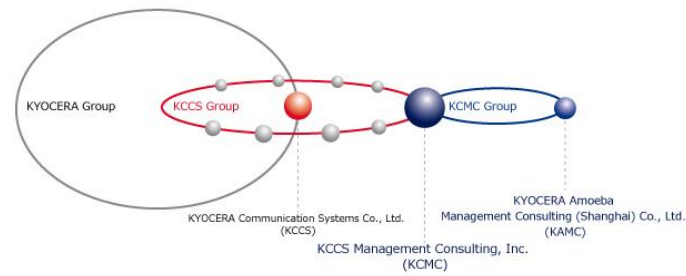 KYOCERA Group
KCCS Group
KCMC Group
KYOCERA Communication Systems Co., Ltd.
(KCCS)
KCCS Management Consulting, Inc.
(KCMC)
KYOCERA Amoeba
Management Consulting (Shanghai) Co., Ltd.
(KAMC)